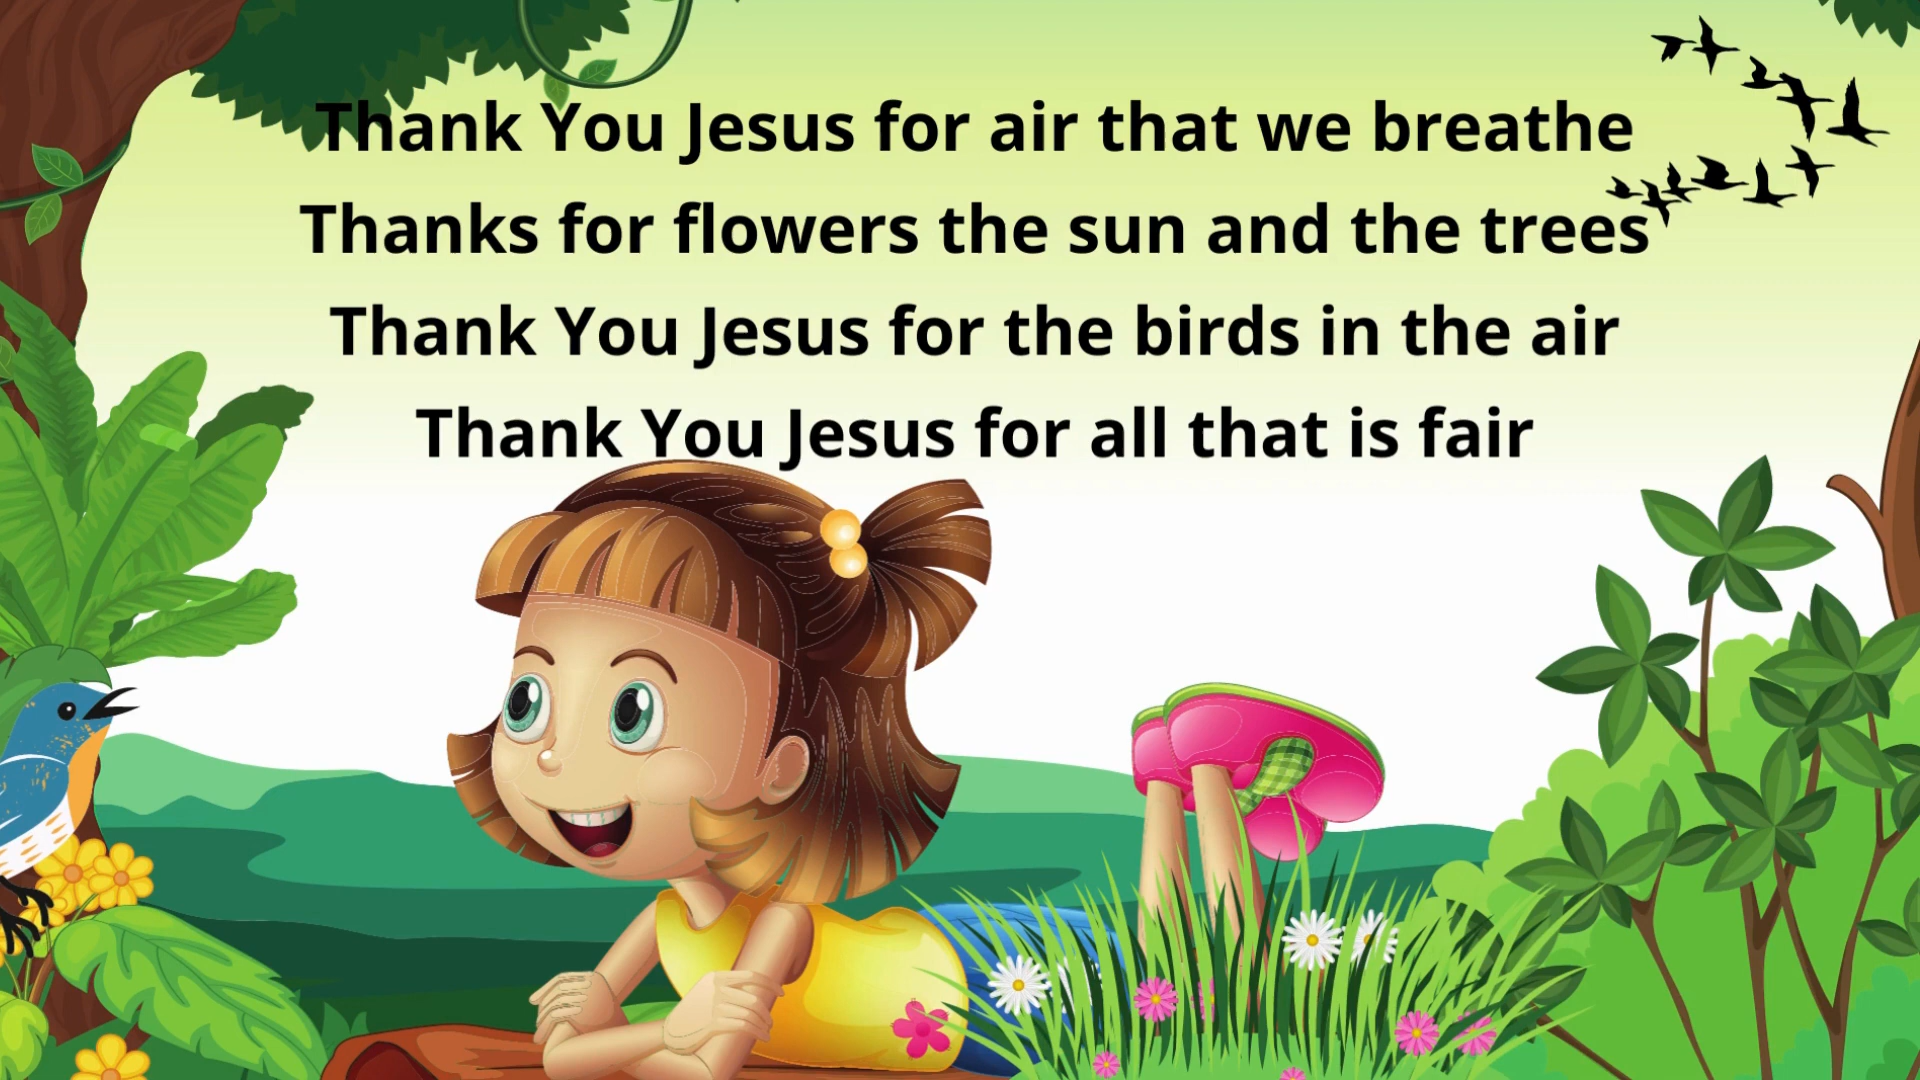 Thank You Jesus for air that we breathe
Thanks for flowers the sun and the trees
Thank You Jesus for the birds in the air
Thank You Jesus for all that is fair